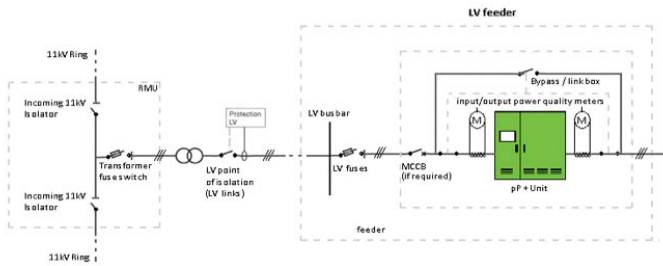 LV feeder
11kV Ring
RMU
Incoming 11kV
Isolator
Bypass / link box
Protection
LV
LV busbar
input/output power quality meters
M
M
Transformer
fuse switch
LV point
of isolation
(LV links)
LV fuses
MCCB
(if required)
pP + Unit
Incoming 11kV
Isolator
feeder
11kV Ring